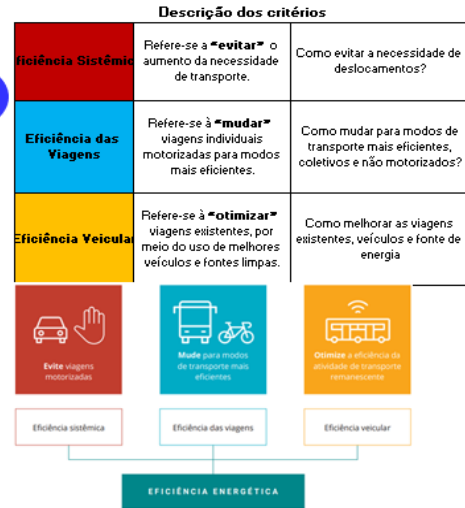 Descrição dos critérios
ficiência Sistêmic
Refere-se a "evitar" o
aumento da necessidade
de transporte.
Como evitar a necessidade de
deslocamentos?
Eficiência das
Viagens
Refere-se à "mudar"
viagens individuais
motorizadas para modos
mais eficientes.
Como mudar para modos de
transporte mais eficientes,
coletivos e não motorizados?
Eficiência Veicular
Refere-se à "otimizar"
viagens existentes, por
meio do uso de melhores
veículos e fontes limpas.
Como melhorar as viagens
existentes, veículos e fonte de
energia
Evite viagens
motorizadas
Mude para modos
de transporte mais
eficientes
Otimize a eficiência da
atividade de transporte
remanescente
Eficiência sistêmica
Eficiência das viagens
Eficiência veicular
EFICIÊNCIA ENERGÉTICA